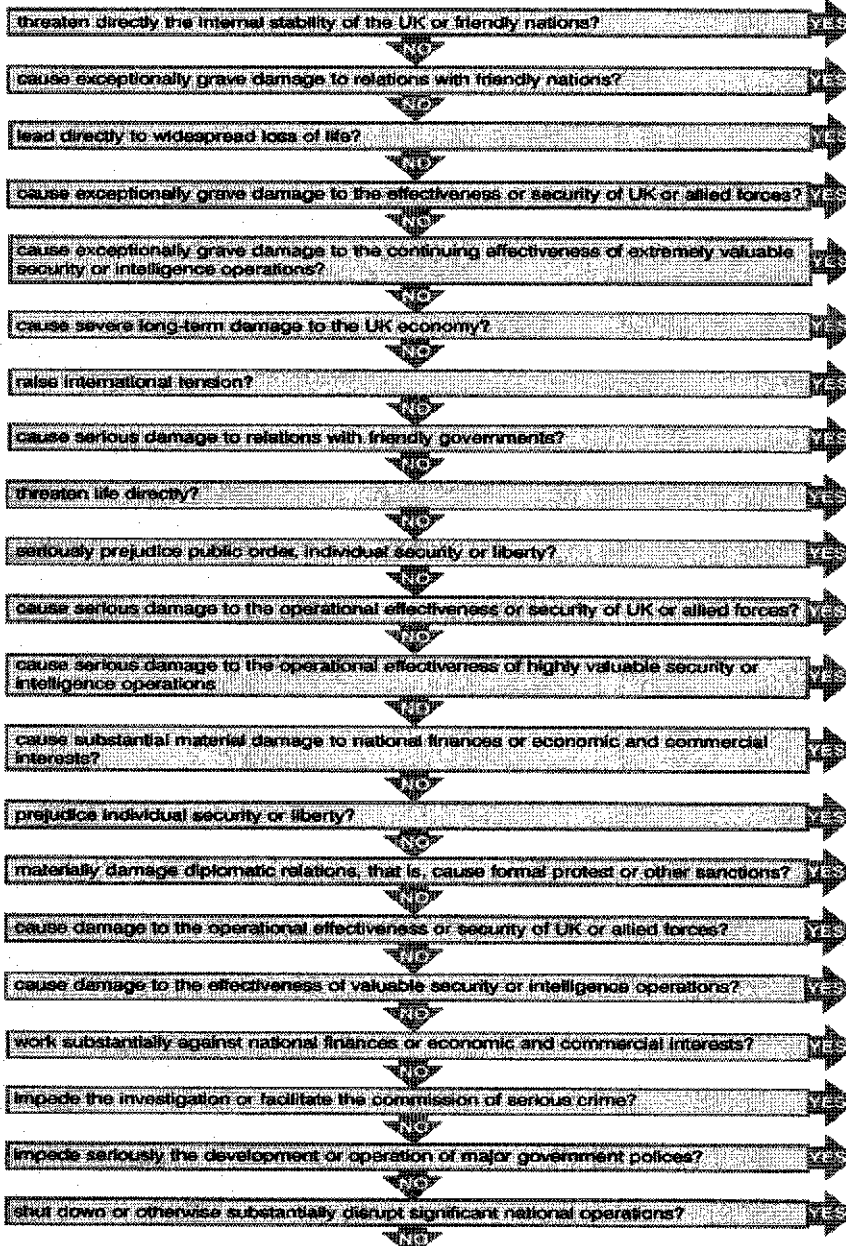 threaten directly the internal stability of the UK or friendly nations? YES
NO
cause exceptionally grave damage to relations with friendly nations? YES
NO
lead directly to widespread loss of life? YES
NO
cause exceptionally grave damage to the effectiveness or security of UK or allied forces? YES
NO
cause exceptionally grave damage to the continuing effectiveness of extremely valuable
security or intelligence operations? YES
NO
cause severe long-term damage to the UK economy? YES
NO
raise international tension? YES
NO
cause serious damage to relations with friendly governments? YES
NO
threaten life directly? YES
NO
seriously prejudice public order, individual security or liberty? YES
NO
cause serious damage to the operational effectiveness or security of UK or allied forces? YES
NO
cause serious damage to the operational effectiveness of highly valuable security or
intelligence operations YES
NO
cause substantial material damage to national finances or economic and commercial
interests? YES
NO
prejudice individual security or liberty? YES
NO
materially damage diplomatic relations, that is, cause formal protest or other sanctions? YES
NO
cause damage to the operational effectiveness or security of UK or allied forces? YES
NO
cause damage to the effectiveness of valuable security or intelligence operations? YES
NO
work substantially against national finances or economic and commercial interests? YES
NO
impede the investigation or facilitate the commission of serious crime? YES
NO
impede seriously the development or operation of major government polices? YES
NO
shut down or otherwise substantially disrupt significant national operations? YES
NO